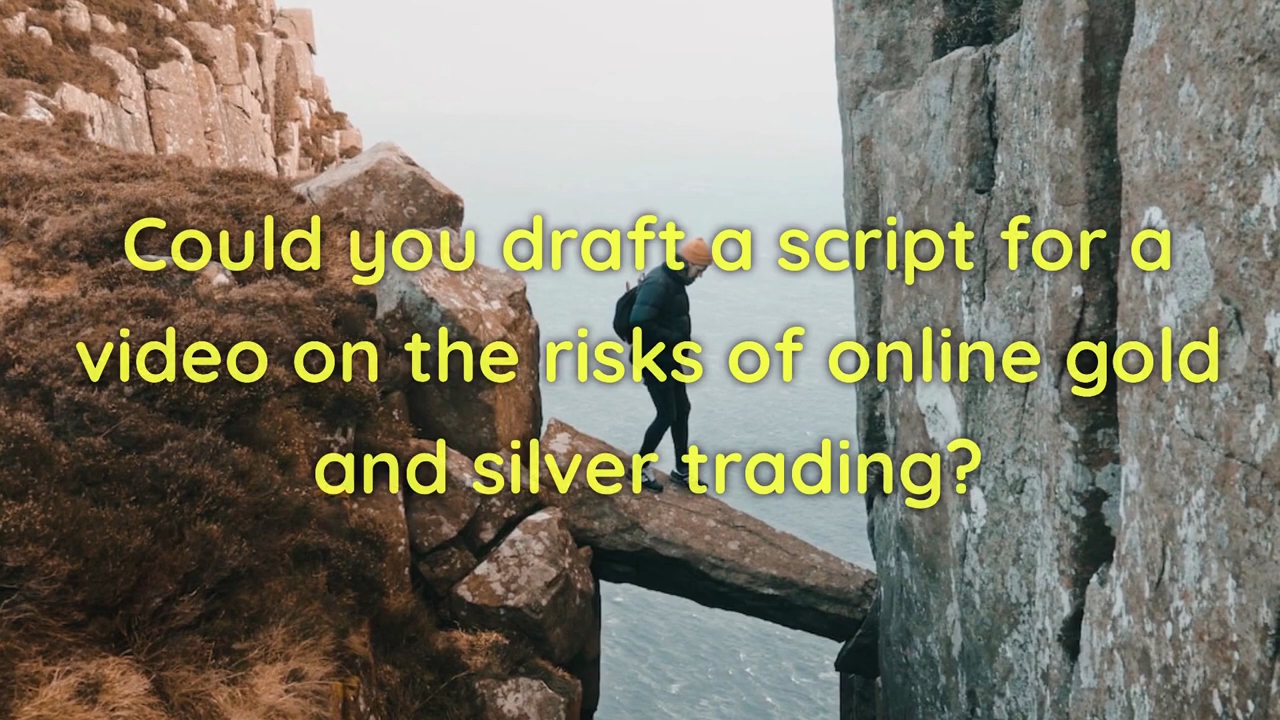 Could you draft a script for a
video on the risks of online gold
and silver trading?